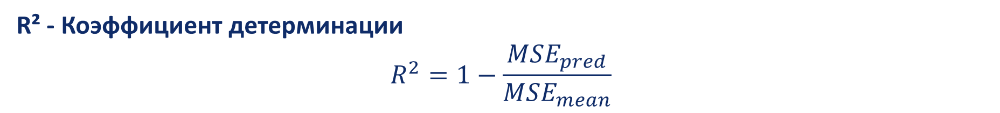 R² - Коэффициент детерминации
R² = 1 − MSE_pred / MSE_mean